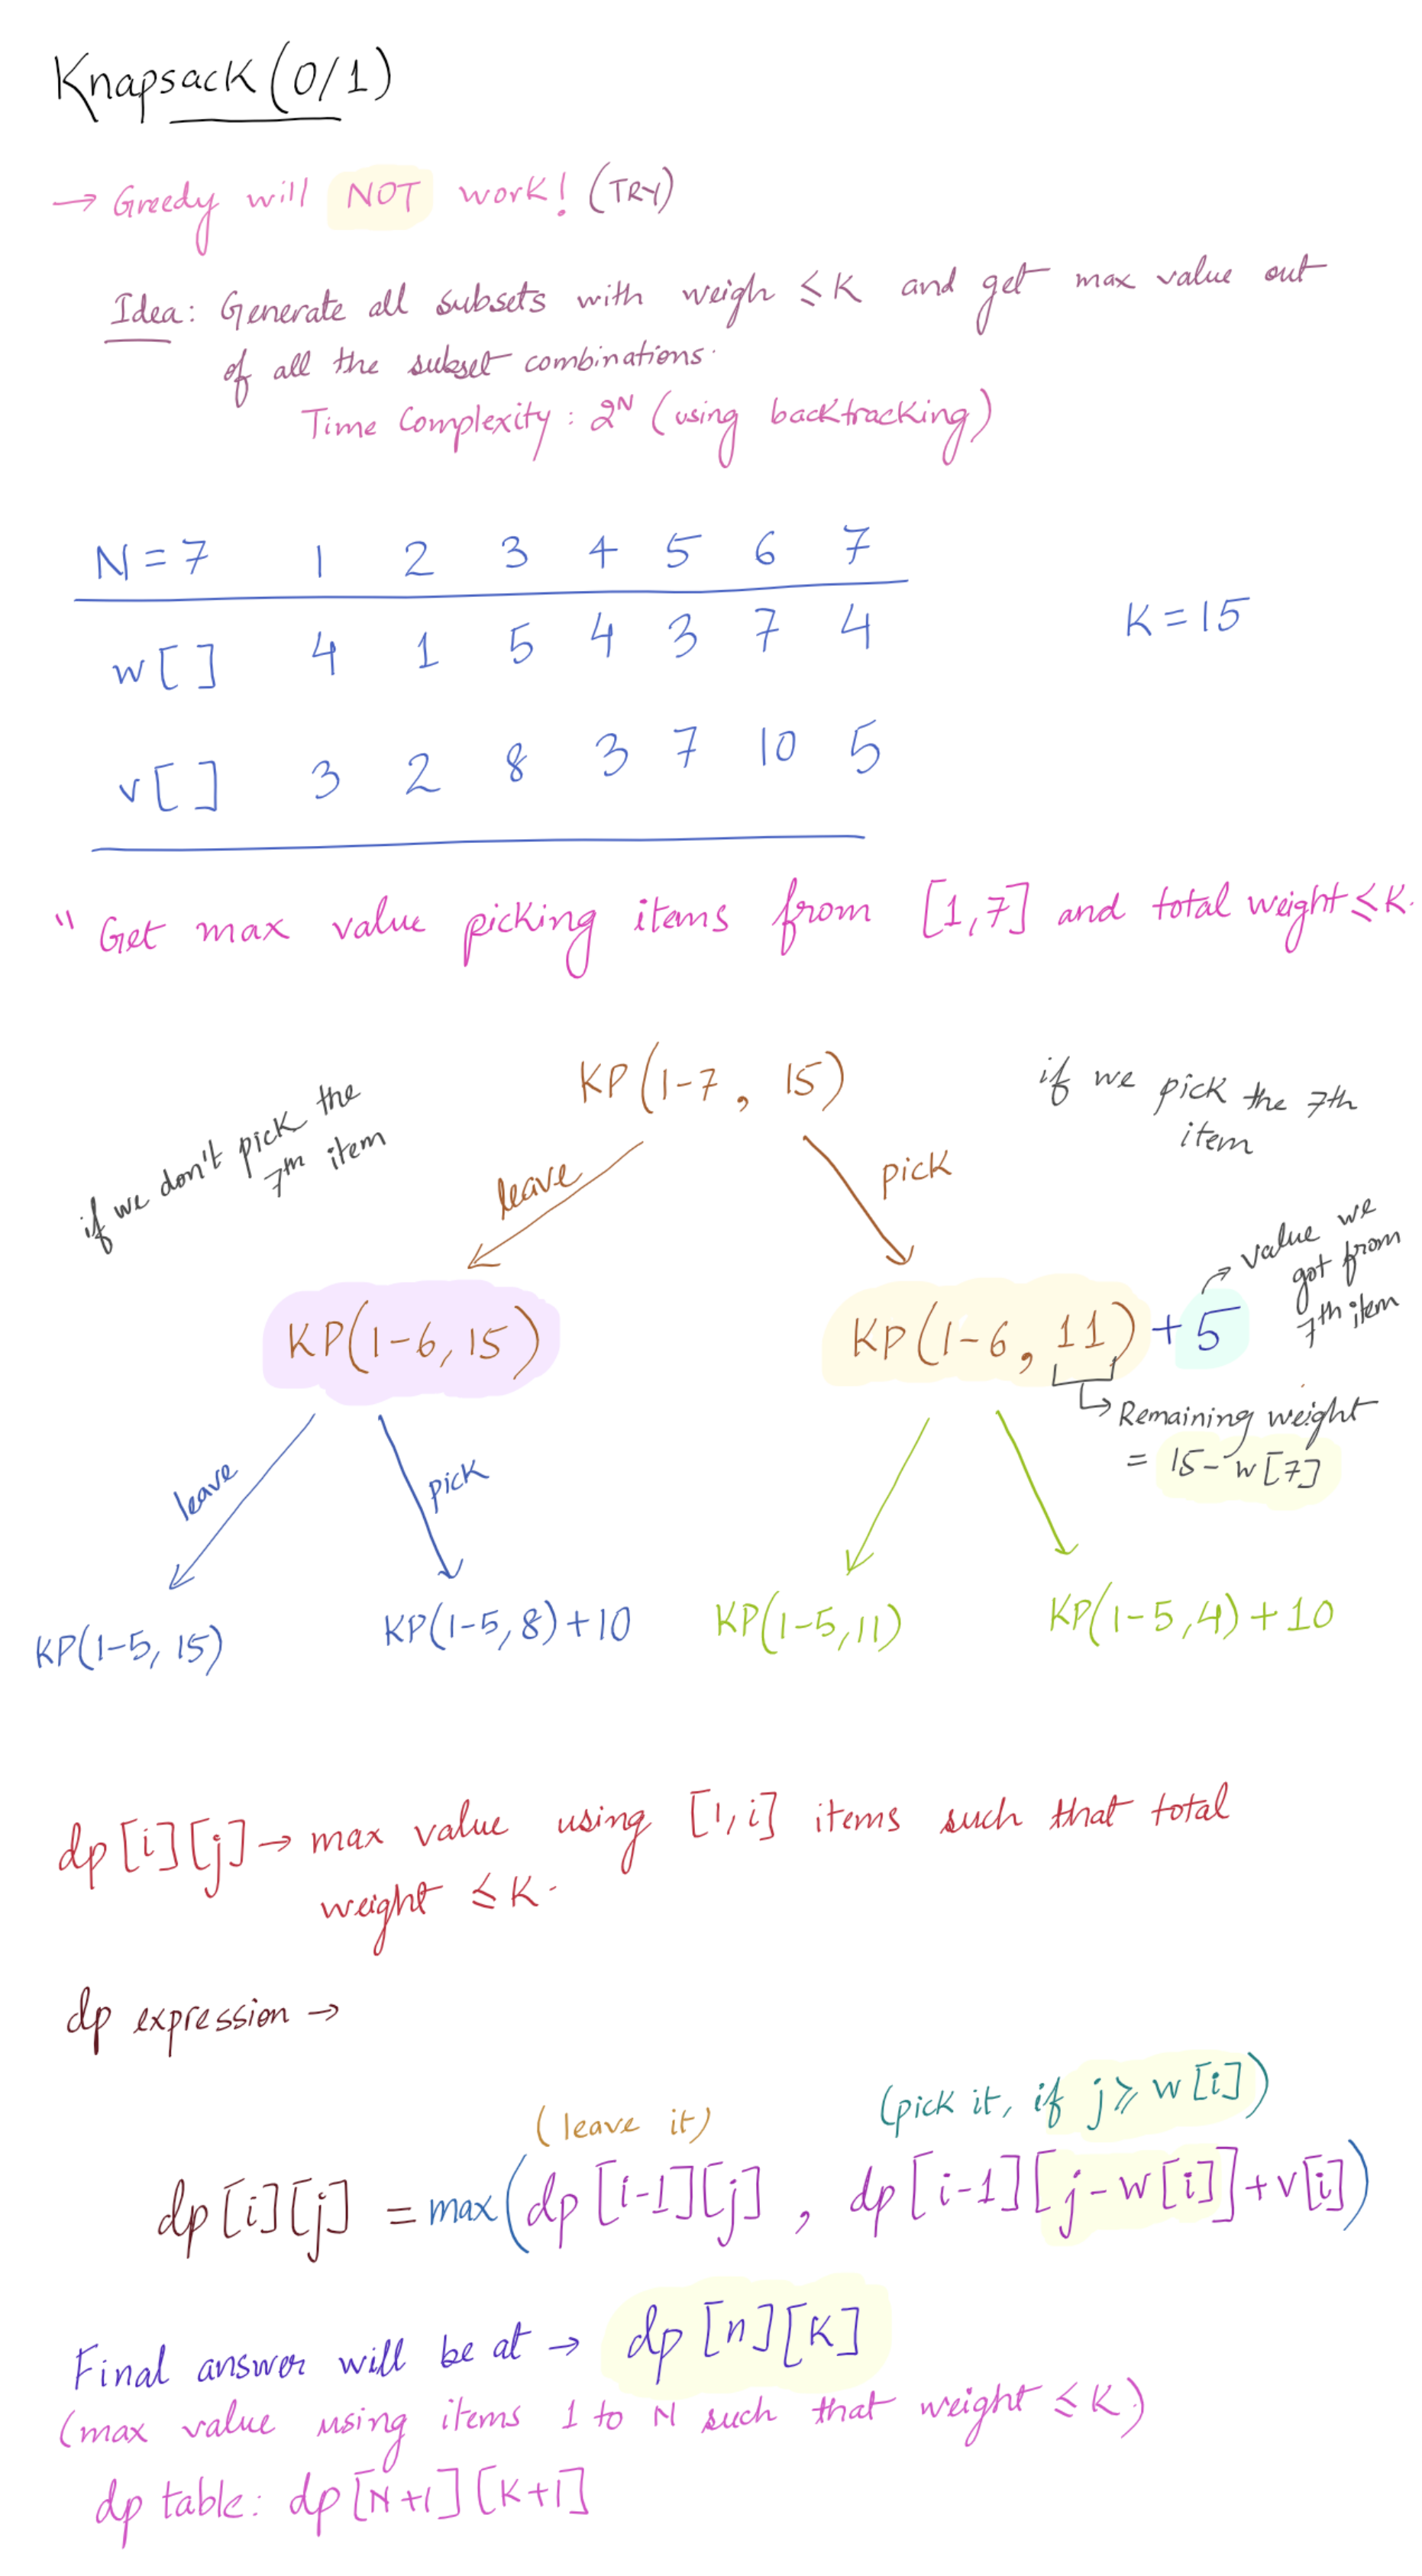 Knapsack (0/1)
→ Greedy will NOT work! (TRY)
Idea: Generate all subsets with weigh ≤ K and get max value out
of all the subset combinations.
Time Complexity : 2^N (using backtracking)
N = 7 1 2 3 4 5 6 7
w [ ] 4 1 5 4 3 7 4
K = 15
v [ ] 3 2 8 3 7 10 5
" Get max value picking items from [1,7] and total weight ≤ K.
KP(1-7, 15)
if we don't pick the
7th item
if we pick the 7th
item
leave
pick
value we
got from
7th item
KP(1-6, 15)
KP(1-6, 11) + 5
Remaining weight
= 15 - w[7]
leave
pick
KP(1-5, 15)
KP(1-5, 8) + 10
KP(1-5, 11)
KP(1-5, 4) + 10
dp [i][j] → max value using [1, i] items such that total
weight ≤ K.
dp expression →
(leave it)
(pick it, if j ≥ w[i])
dp[i][j] = max(dp[i-1][j], dp[i-1][j-w[i]]+v[i])
Final answer will be at → dp[n][K]
(max value using items 1 to N such that weight ≤ K)
dp table: dp[N+1][K+1]